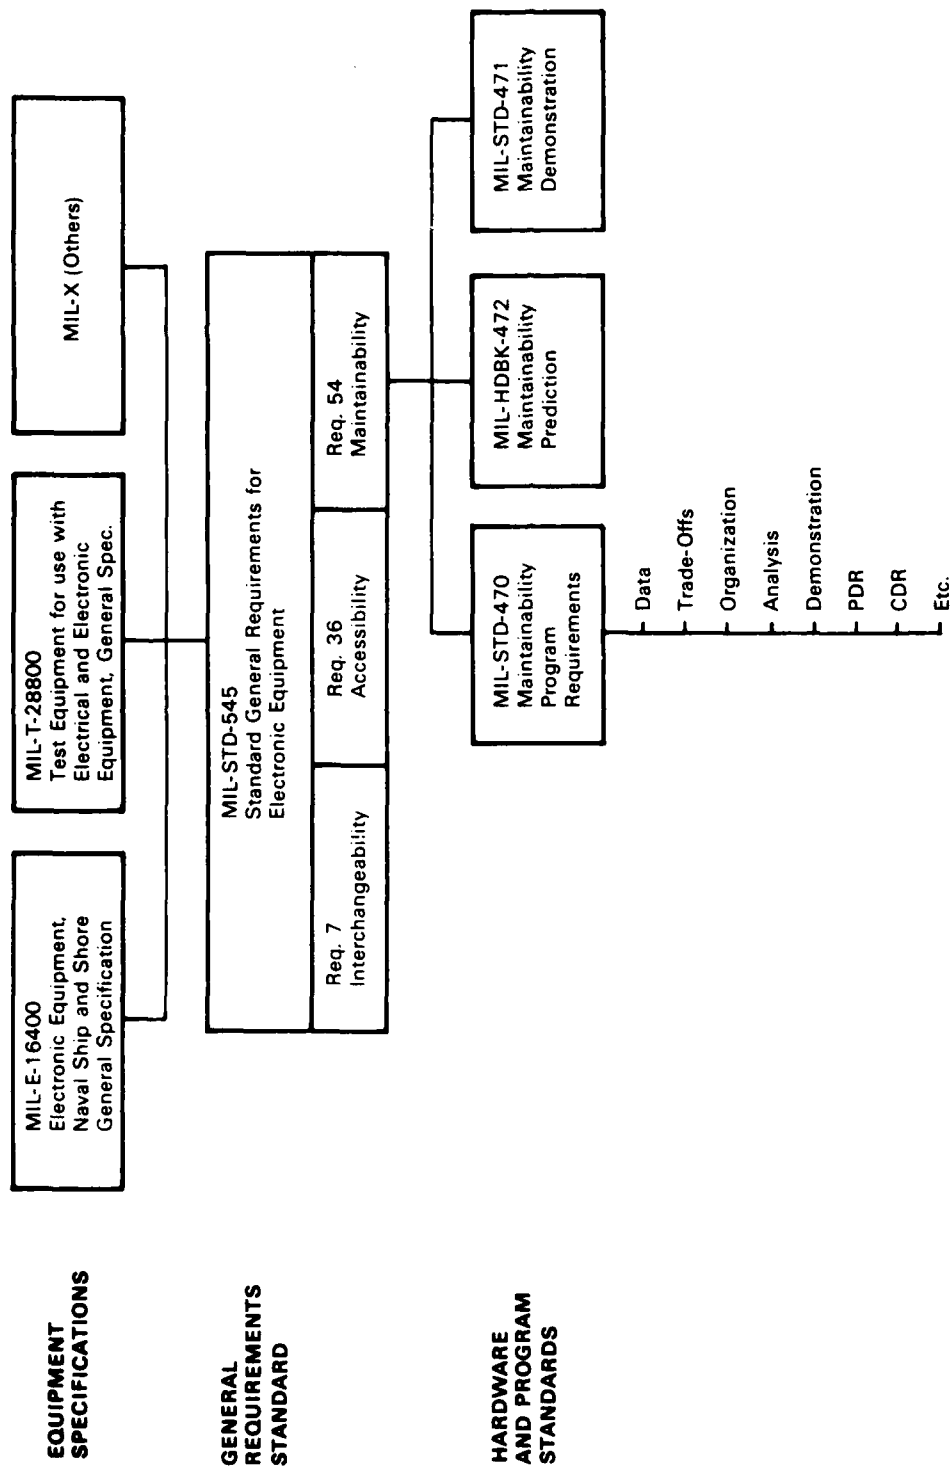 EQUIPMENT
SPECIFICATIONS
MIL-E-16400
Electronic Equipment,
Naval Ship and Shore
General Specification
MIL-T-28800
Test Equipment for use with
Electrical and Electronic
Equipment, General Spec.
MIL-X (Others)
GENERAL
REQUIREMENTS
STANDARD
MIL-STD-545
Standard General Requirements for
Electronic Equipment
Req. 7
Interchangeability
Req. 36
Accessibility
Req. 54
Maintainability
HARDWARE
AND PROGRAM
STANDARDS
MIL-STD-470
Maintainability
Program
Requirements
MIL-HDBK-472
Maintainability
Prediction
MIL-STD-471
Maintainability
Demonstration
Data
Trade-Offs
Organization
Analysis
Demonstration
PDR
CDR
Etc.